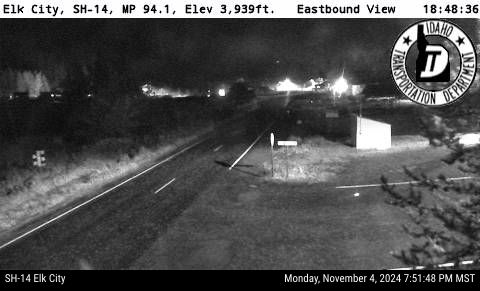 Elk City, SH-14, MP 94.1, Elev 3,939ft. Eastbound View 18:48:36
IDAHO
TRANSPORTATION DEPARTMENT
SH-14 Elk City Monday, November 4, 2024 7:51:48 PM MST